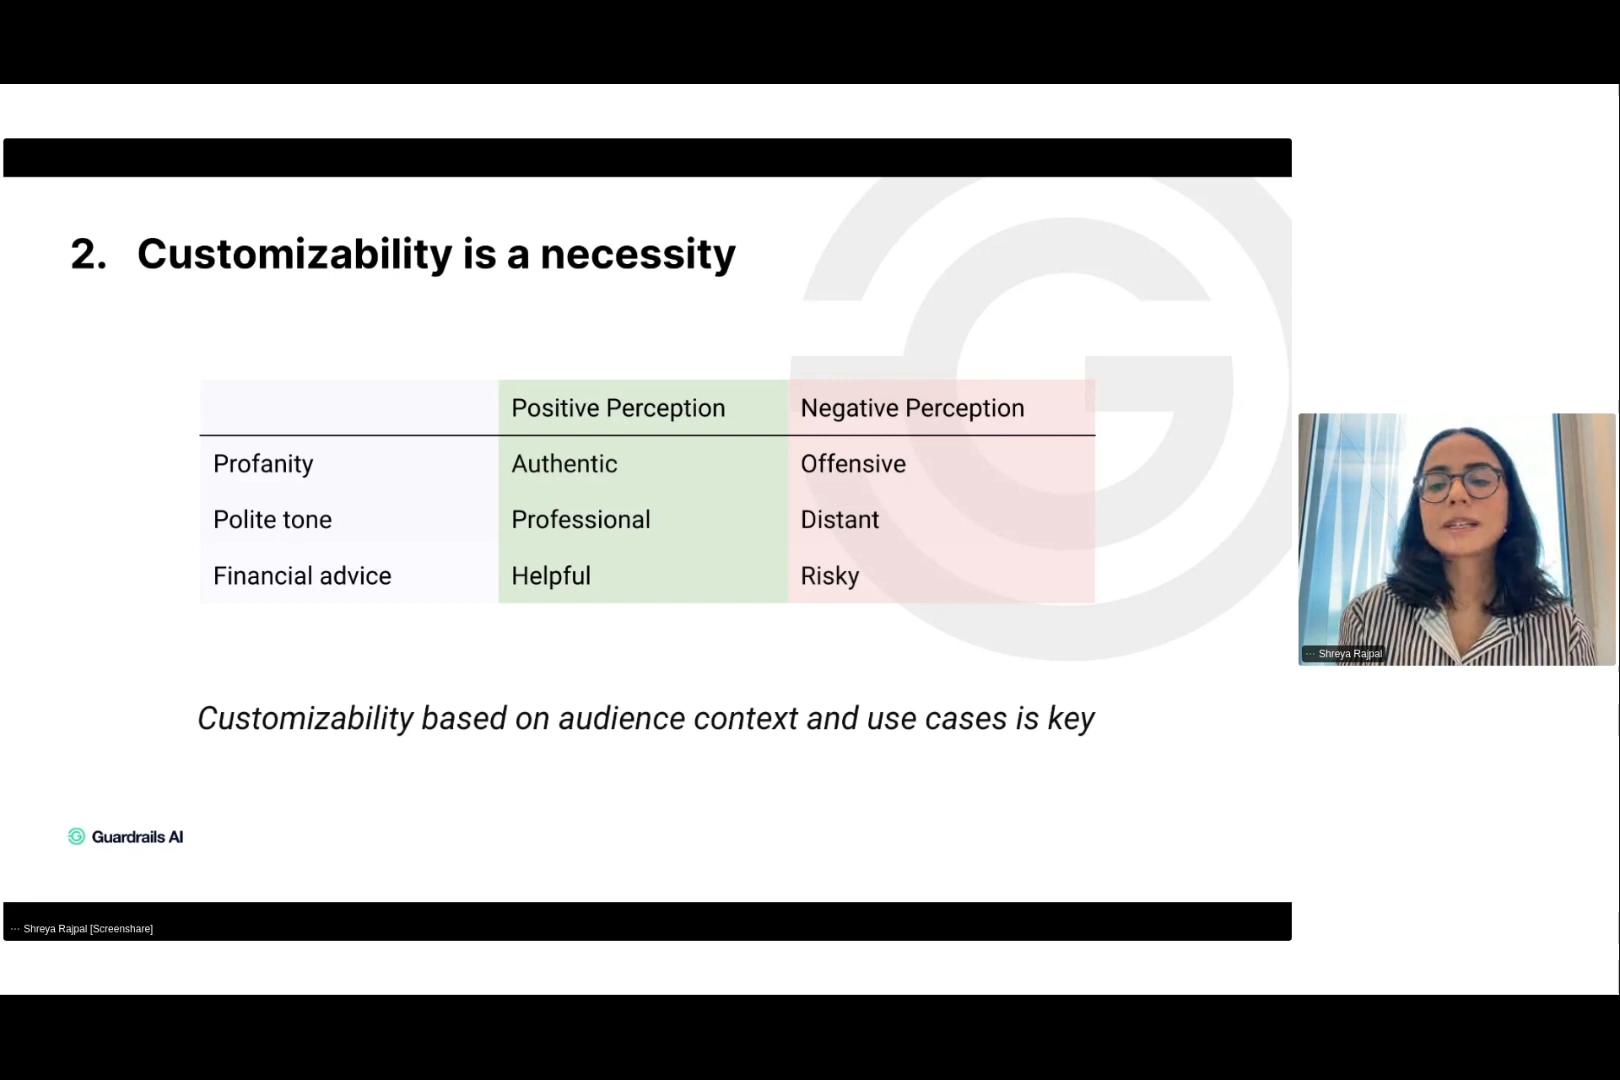 2. Customizability is a necessity
Positive Perception Negative Perception
Profanity Authentic Offensive
Polite tone Professional Distant
Financial advice Helpful Risky
Customizability based on audience context and use cases is key
Guardrails AI
··· Shreya Rajpal
··· Shreya Rajpal [Screenshare]